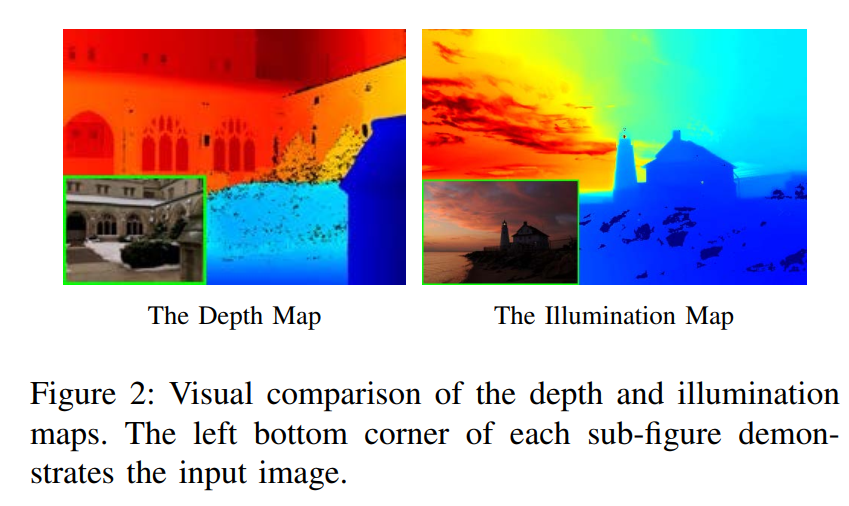 The Depth Map
The Illumination Map
Figure 2: Visual comparison of the depth and illumination
maps. The left bottom corner of each sub-figure demon-
strates the input image.